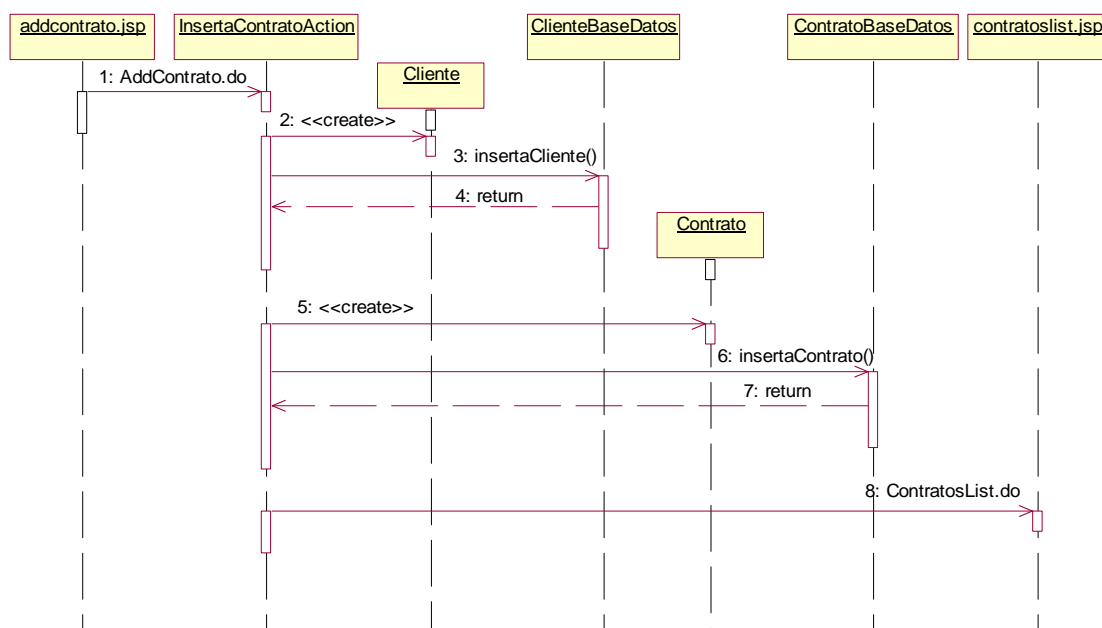 addcontrato.jsp
InsertaContratoAction
ClienteBaseDatos
ContratoBaseDatos
contratoslist.jsp
1: AddContrato.do
Cliente
2: <<create>>
3: insertaCliente()
4: return
Contrato
5: <<create>>
6: insertaContrato()
7: return
8: ContratosList.do